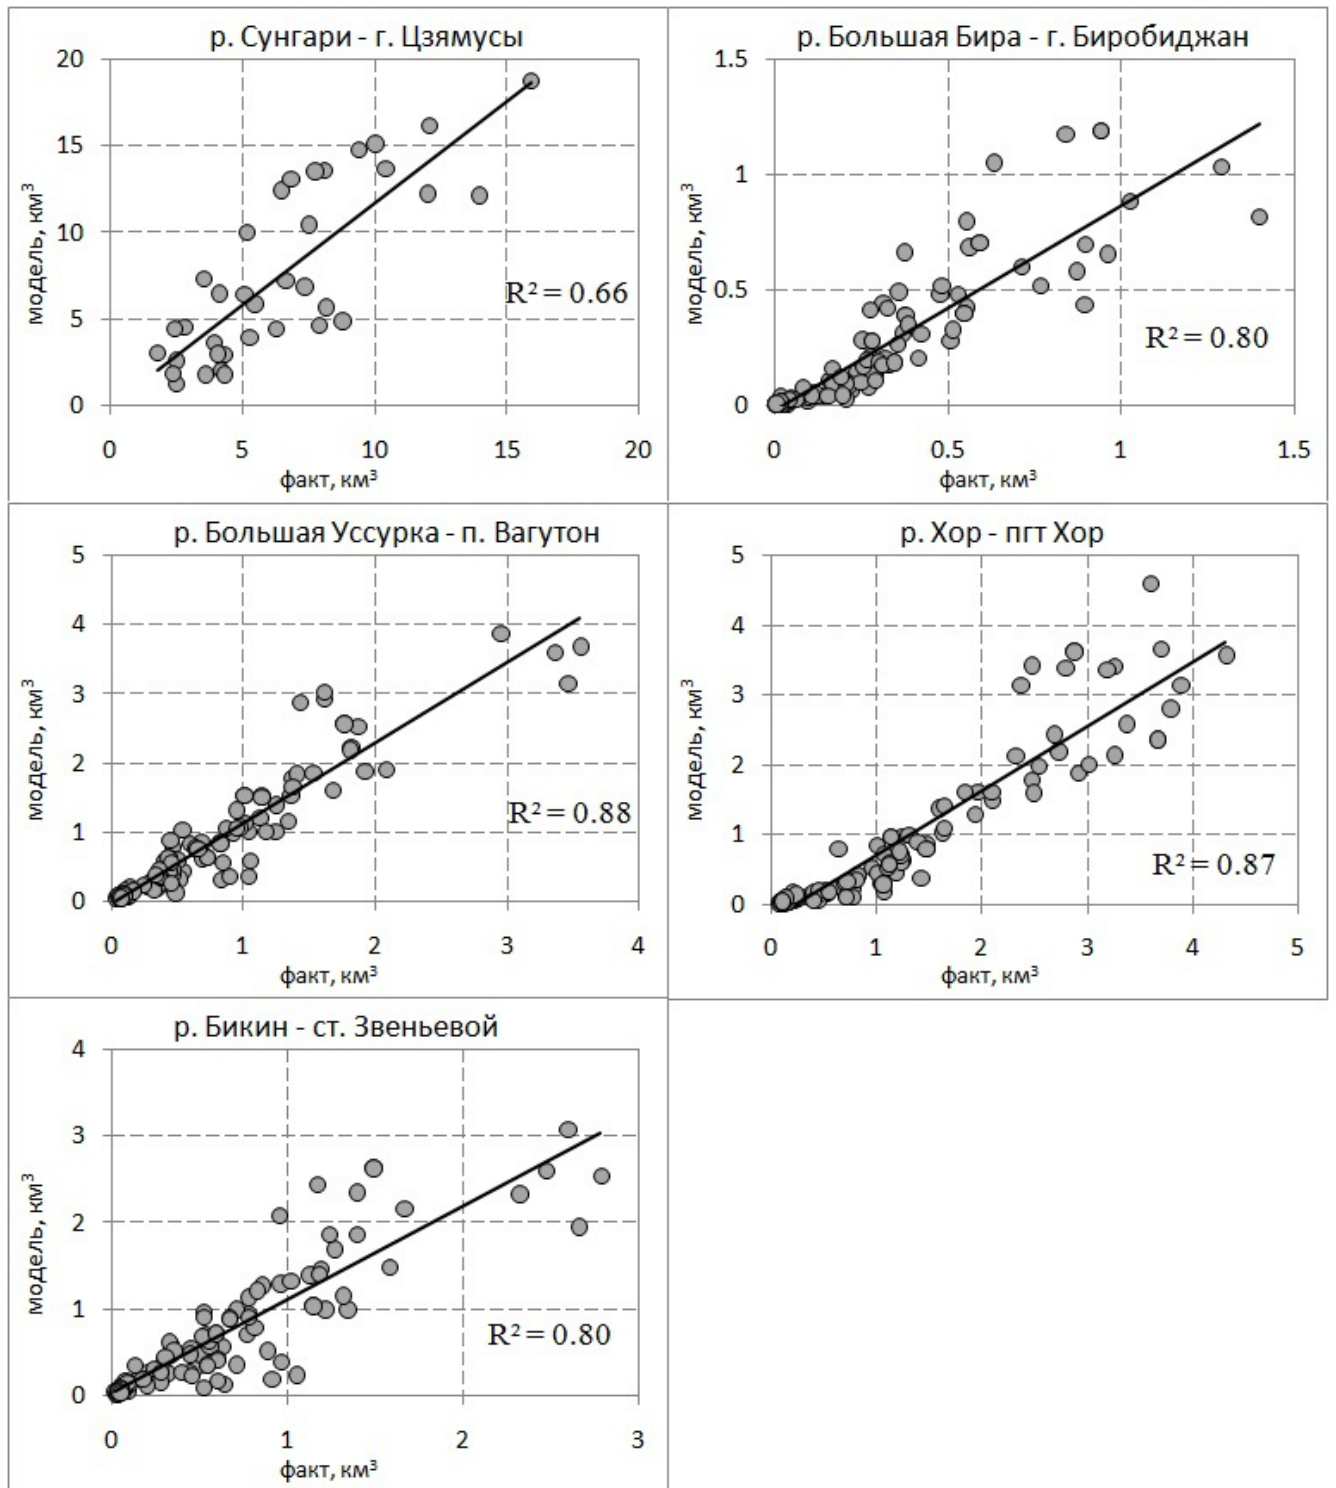 р. Сунгари - г. Цзямусы
20
15
10
5
0
модель, км³
R² = 0.66
0 5 10 15 20
факт, км³
р. Большая Бира - г. Биробиджан
1.5
1
0.5
0
модель, км³
R² = 0.80
0 0.5 1 1.5
факт, км³
р. Большая Уссурка - п. Вагутон
5
4
3
2
1
0
модель, км³
R² = 0.88
0 1 2 3 4
факт, км³
р. Хор - пгт Хор
5
4
3
2
1
0
модель, км³
R² = 0.87
0 1 2 3 4 5
факт, км³
р. Бикин - ст. Звеньевой
4
3
2
1
0
модель, км³
R² = 0.80
0 1 2 3
факт, км³